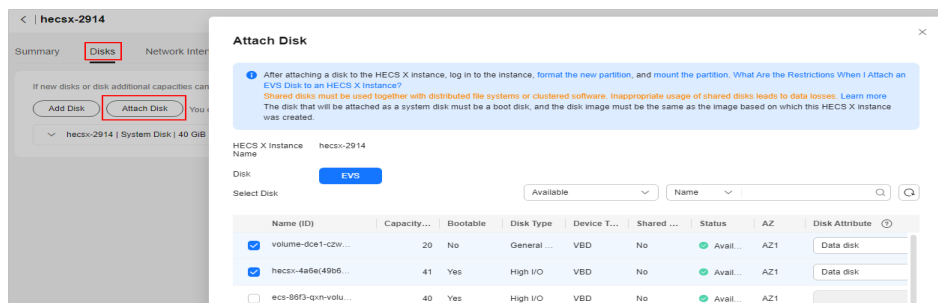 < | hecsx-2914
Summary Disks Network Inter
If new disks or disk additional capacities can
Add Disk Attach Disk You c
hecsx-2914 | System Disk | 40 GiB
Attach Disk
After attaching a disk to the HECS X instance, log in to the instance, format the new partition, and mount the partition. What Are the Restrictions When I Attach an
EVS Disk to an HECS X Instance?
Shared disks must be used together with distributed file systems or clustered software. Inappropriate usage of shared disks leads to data losses. Learn more
The disk that will be attached as a system disk must be a boot disk, and the disk image must be the same as the image based on which this HECS X instance
was created.
HECS X Instance hecsx-2914
Name
Disk EVS
Select Disk Available Name
Name (ID) Capacity... Bootable Disk Type Device T... Shared ... Status AZ Disk Attribute ?
volume-dce1-czw... 20 No General ... VBD No Avail... AZ1 Data disk
hecsx-4a6e(49b6... 41 Yes High I/O VBD No Avail... AZ1 Data disk
ecs-86f3-qxn-volu... 40 Yes High I/O VBD No Avail... AZ1